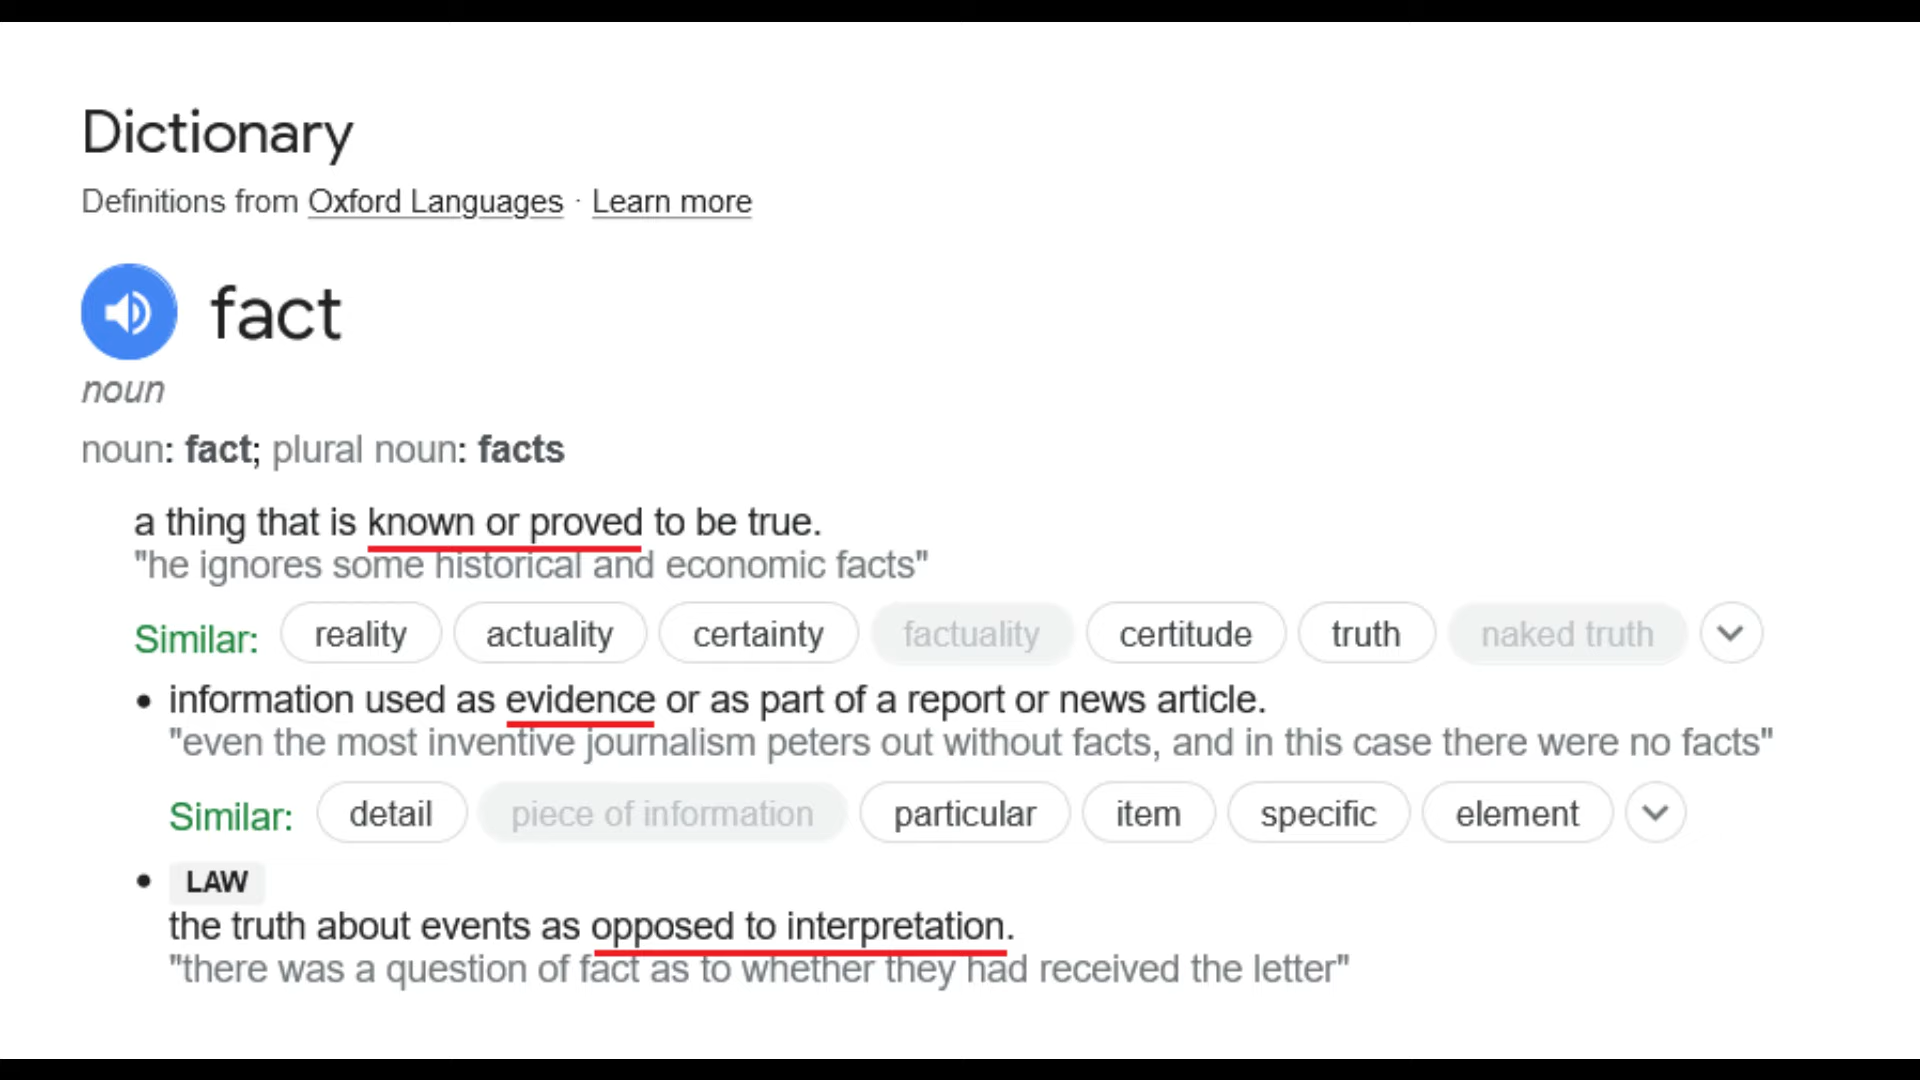 Dictionary
Definitions from Oxford Languages · Learn more
fact
noun
noun: fact; plural noun: facts
a thing that is known or proved to be true.
"he ignores some historical and economic facts"
Similar: reality actuality certainty factuality certitude truth naked truth
• information used as evidence or as part of a report or news article.
"even the most inventive journalism peters out without facts, and in this case there were no facts"
Similar: detail piece of information particular item specific element
• LAW
the truth about events as opposed to interpretation.
"there was a question of fact as to whether they had received the letter"